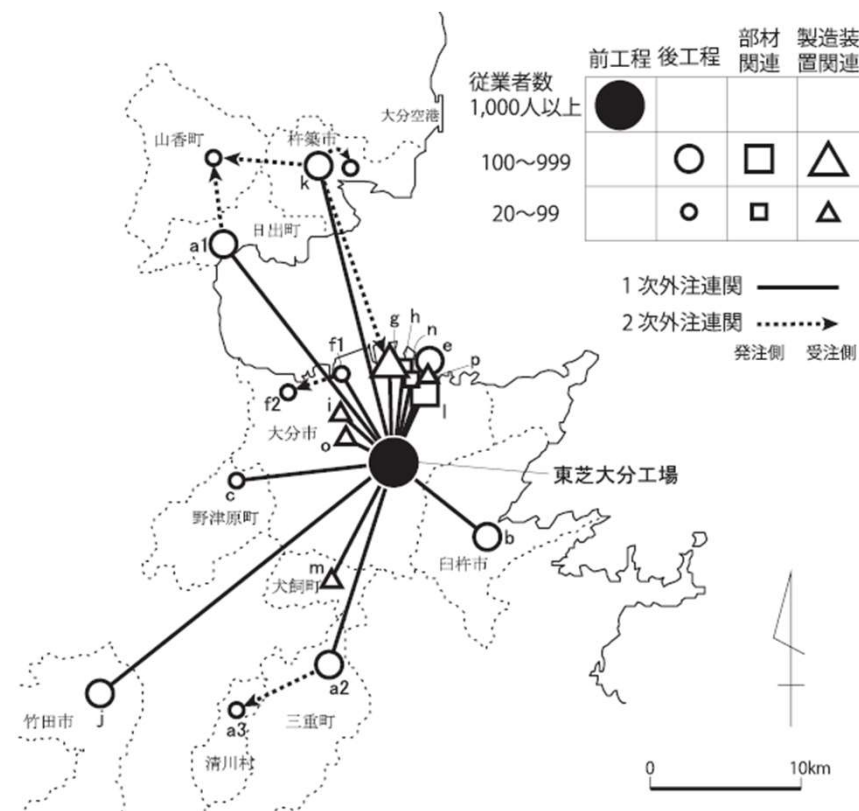 前工程 後工程 部材関連 製造装置関連
従業者数
1,000人以上
100〜999
20〜99
1次外注連関
2次外注連関
発注側 受注側
大分空港
山香町
杵築市
k
日出町
a1
g
h
n
e
f1
p
f2
i
l
大分市
o
東芝大分工場
c
野津原町
b
臼杵市
m
犬飼町
a2
J
竹田市
a3
三重町
清川村
0 10km